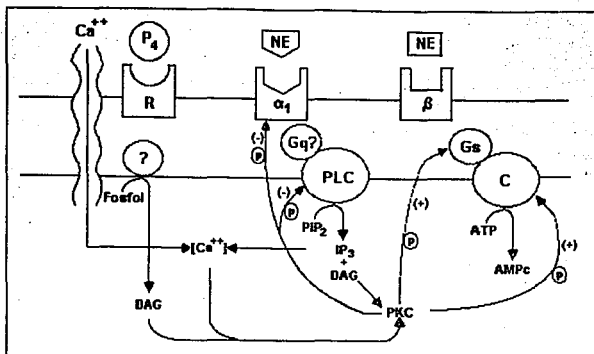 Ca++
P4
NE
NE
R
α1
β
(-)
P
Gq?
Gs
?
PLC
C
(-)
P
(+)
P
Fosfol
PIP2
ATP
(+)
P
[Ca++]
IP3
+
DAG
AMPc
DAG
PKC